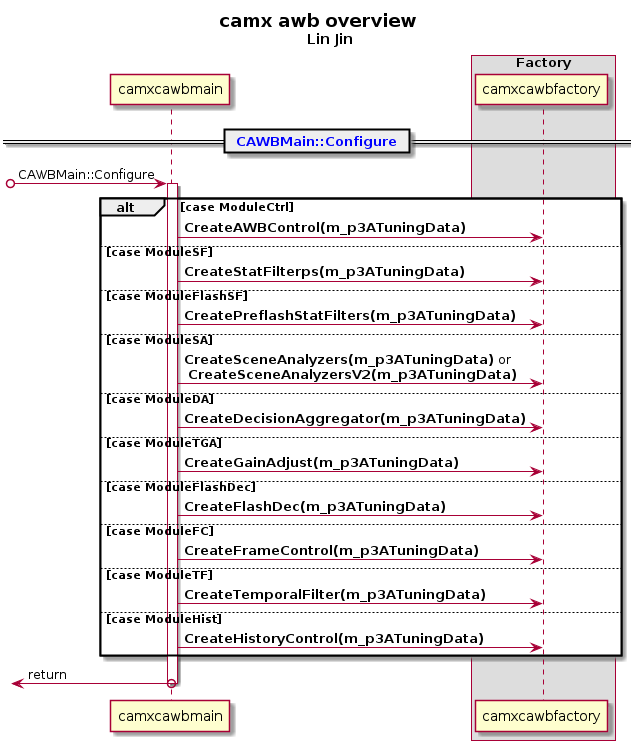 camx awb overview
Lin Jin
Factory
camxcawbmain
camxcawbfactory
CAWBMain::Configure
CAWBMain::Configure
alt
[case ModuleCtrl]
CreateAWBControl(m_p3ATuningData)
[case ModuleSF]
CreateStatFilterps(m_p3ATuningData)
[case ModuleFlashSF]
CreatePreflashStatFilters(m_p3ATuningData)
[case ModuleSA]
CreateSceneAnalyzers(m_p3ATuningData) or
CreateSceneAnalyzersV2(m_p3ATuningData)
[case ModuleDA]
CreateDecisionAggregator(m_p3ATuningData)
[case ModuleTGA]
CreateGainAdjust(m_p3ATuningData)
[case ModuleFlashDec]
CreateFlashDec(m_p3ATuningData)
[case ModuleFC]
CreateFrameControl(m_p3ATuningData)
[case ModuleTF]
CreateTemporalFilter(m_p3ATuningData)
[case ModuleHist]
CreateHistoryControl(m_p3ATuningData)
return
camxcawbmain
camxcawbfactory